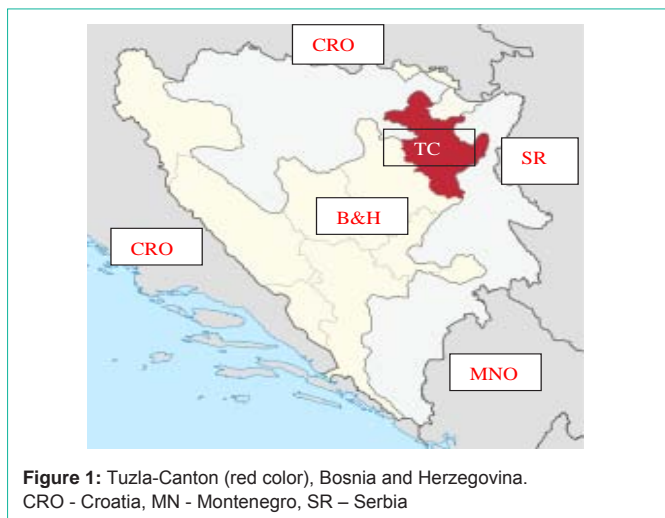 CRO
TC
SR
B&H
CRO
MNO
Figure 1: Tuzla-Canton (red color), Bosnia and Herzegovina.
CRO - Croatia, MN - Montenegro, SR – Serbia